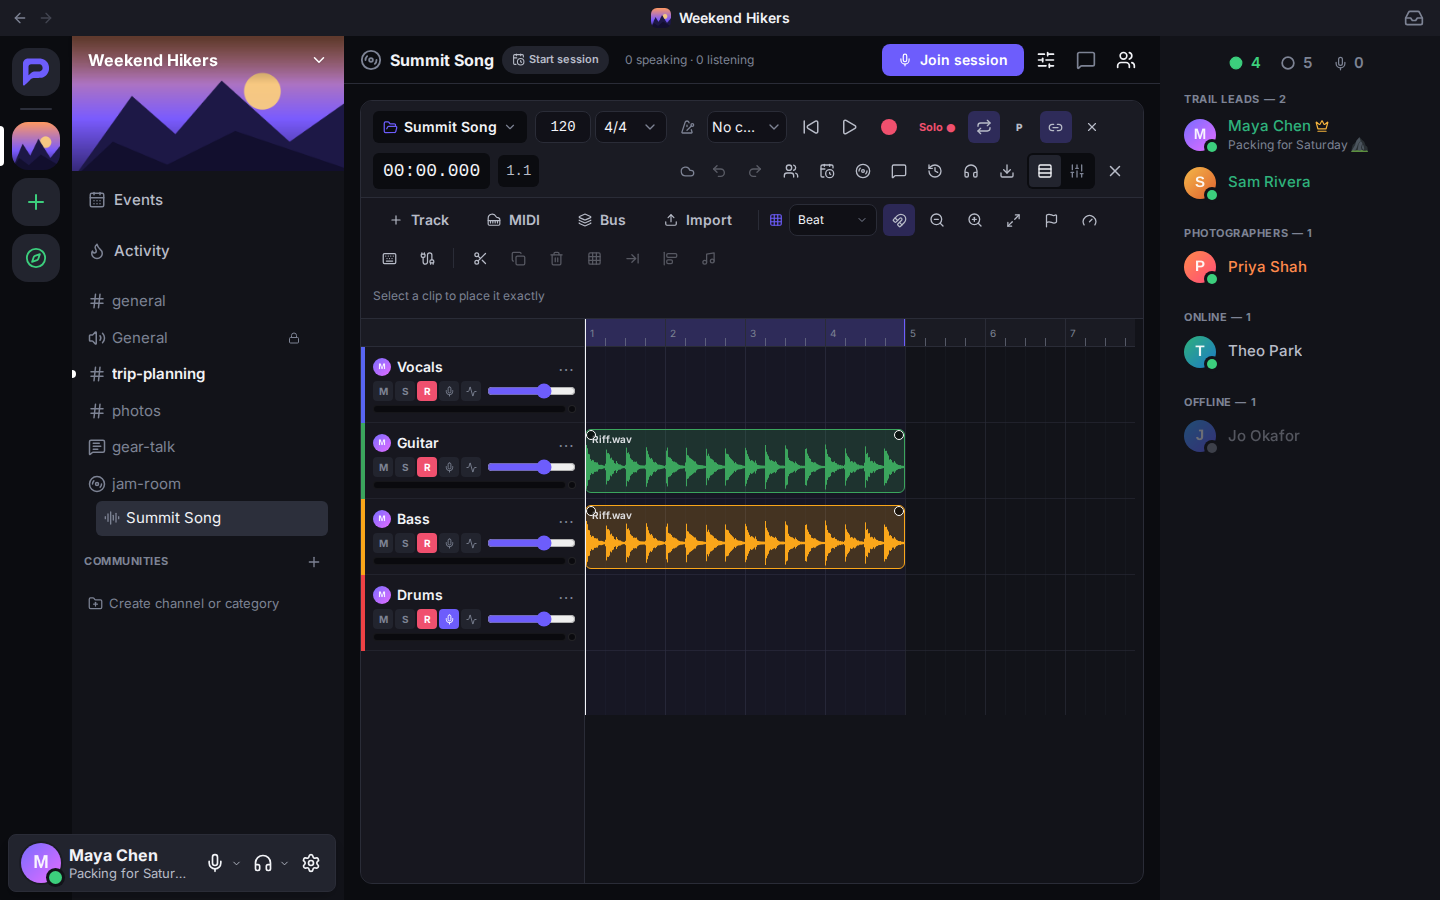 Weekend Hikers
Weekend Hikers
Events
Activity
general
General
trip-planning
photos
gear-talk
jam-room
Summit Song
COMMUNITIES
Create channel or category
M
Maya Chen
Packing for Satur...
Summit Song
Start session
0 speaking · 0 listening
Join session
Summit Song
120
4/4
No c...
Solo
P
00:00.000
1.1
Track
MIDI
Bus
Import
Beat
Select a clip to place it exactly
1 2 3 4 5 6 7
M Vocals ...
M S R
M Guitar ...
M S R
Riff.wav
M Bass ...
M S R
Riff.wav
M Drums ...
M S R
4 5 0
TRAIL LEADS — 2
M
Maya Chen
Packing for Saturday
S
Sam Rivera
PHOTOGRAPHERS — 1
P
Priya Shah
ONLINE — 1
T
Theo Park
OFFLINE — 1
J
Jo Okafor